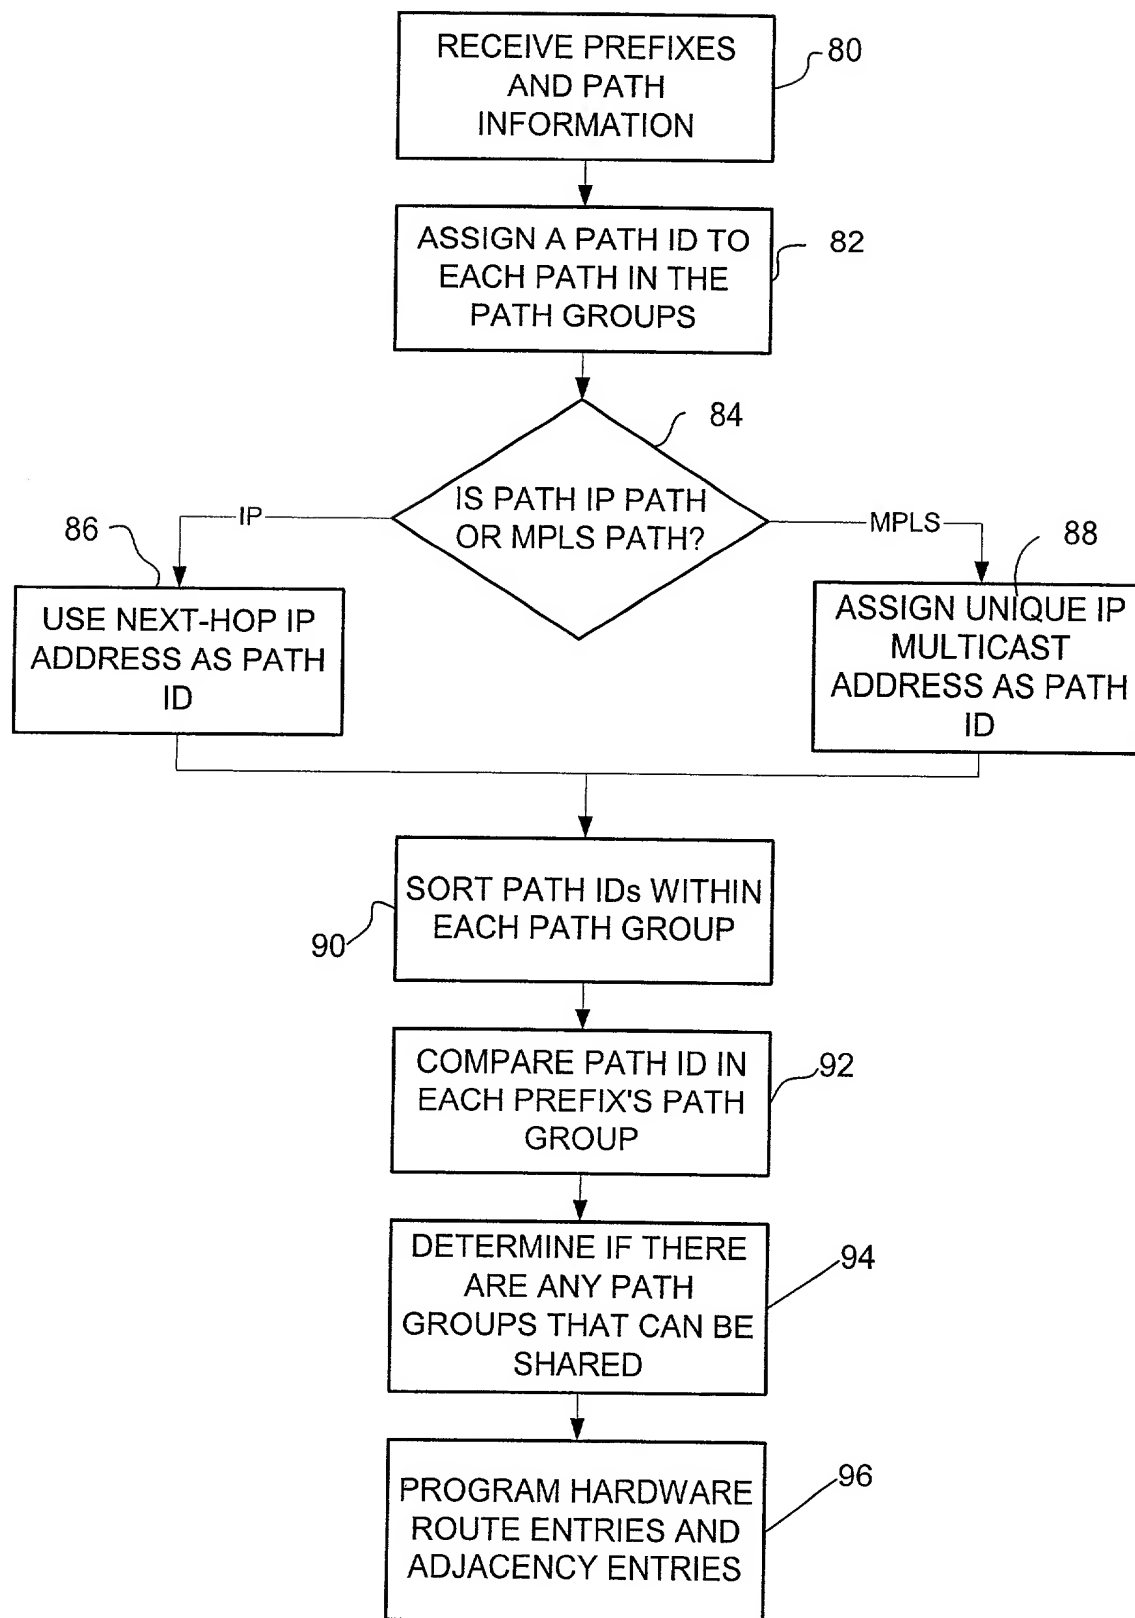 RECEIVE PREFIXES
AND PATH
INFORMATION
80
ASSIGN A PATH ID TO
EACH PATH IN THE
PATH GROUPS
82
84
IS PATH IP PATH
OR MPLS PATH?
IP
MPLS
86
88
USE NEXT-HOP IP
ADDRESS AS PATH
ID
ASSIGN UNIQUE IP
MULTICAST
ADDRESS AS PATH
ID
SORT PATH IDs WITHIN
EACH PATH GROUP
90
COMPARE PATH ID IN
EACH PREFIX'S PATH
GROUP
92
DETERMINE IF THERE
ARE ANY PATH
GROUPS THAT CAN BE
SHARED
94
PROGRAM HARDWARE
ROUTE ENTRIES AND
ADJACENCY ENTRIES
96